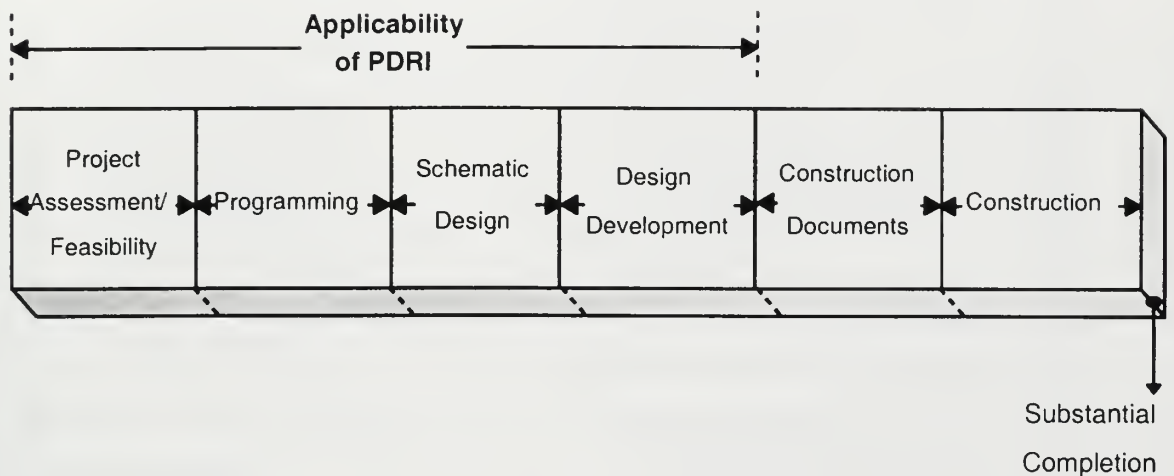 Applicability
of PDRI
Project
Assessment/
Feasibility
Programming
Schematic
Design
Design
Development
Construction
Documents
Construction
Substantial
Completion